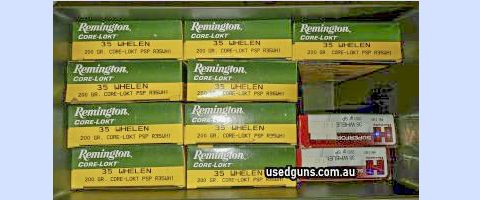 Remington. Remington. Remington.
CORE-LOKT CORE-LOKT CORE-LOKT
35 WHELEN 35 WHELEN 35 WHELEN
200 GR. CORE-LOKT PSP R35WH1 200 GR. CORE-LOKT PSP R35WH1 200 GR. CORE-LOKT PSP R35WH1
Remington. Remington.
CORE-LOKT CORE-LOKT
35 WHELEN 35 WHELEN
200 GR. CORE-LOKT PSP R35WH1 200 GR. CORE-LOKT PSP R35WH1
Remington. Remington.
CORE-LOKT CORE-LOKT
35 WHELEN 35 WHELEN
200 GR. CORE-LOKT PSP R35WH1 200 GR. CORE-LOKT PSP R35WH1
SUPERFOR
35 WHELE
Remington. Remington.
CORE-LOKT CORE-LOKT
35 WHELEN 35 WHELEN
200 GR. CORE-LOKT PSP R35WH1 200 GR. CORE-LOKT PSP
35 WHELE
usedguns.com.au